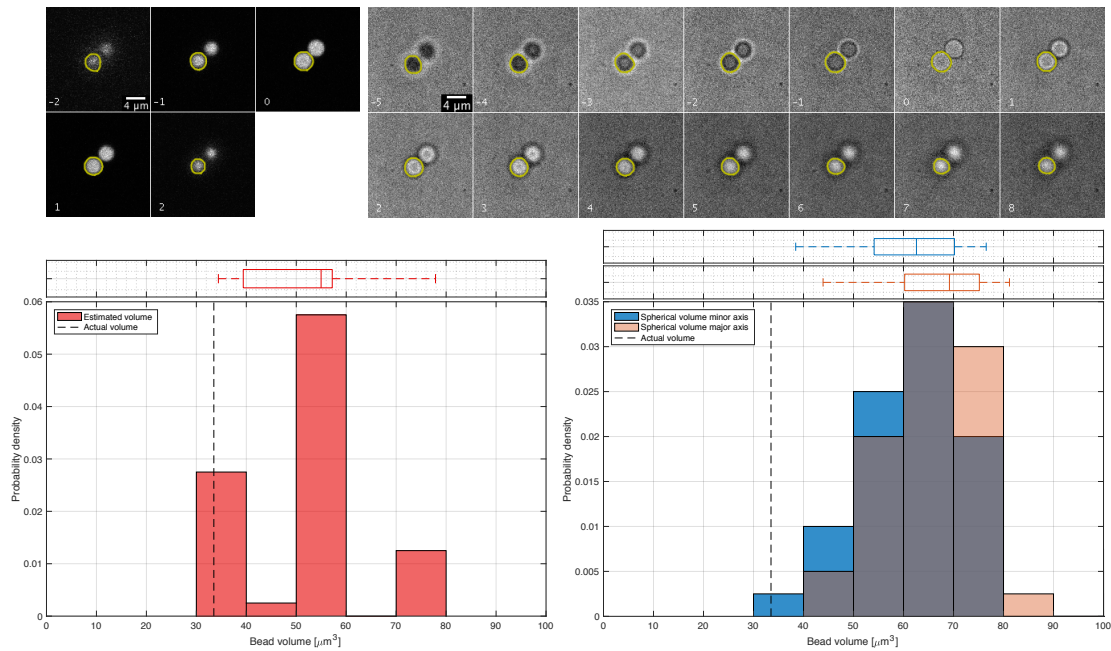 -2
4 µm
-1
0
-5
4 µm
-4
-3
-2
-1
0
1
1
2
2
3
4
5
6
7
8
0.06
0.05
0.04
0.03
0.02
0.01
0
Probability density
Estimated volume
Actual volume
0 10 20 30 40 50 60 70 80 90 100
Bead volume [μm³]
0.035
0.03
0.025
0.02
0.015
0.01
0.005
0
Probability density
Spherical volume minor axis
Spherical volume major axis
Actual volume
0 10 20 30 40 50 60 70 80 90 100
Bead volume [μm³]